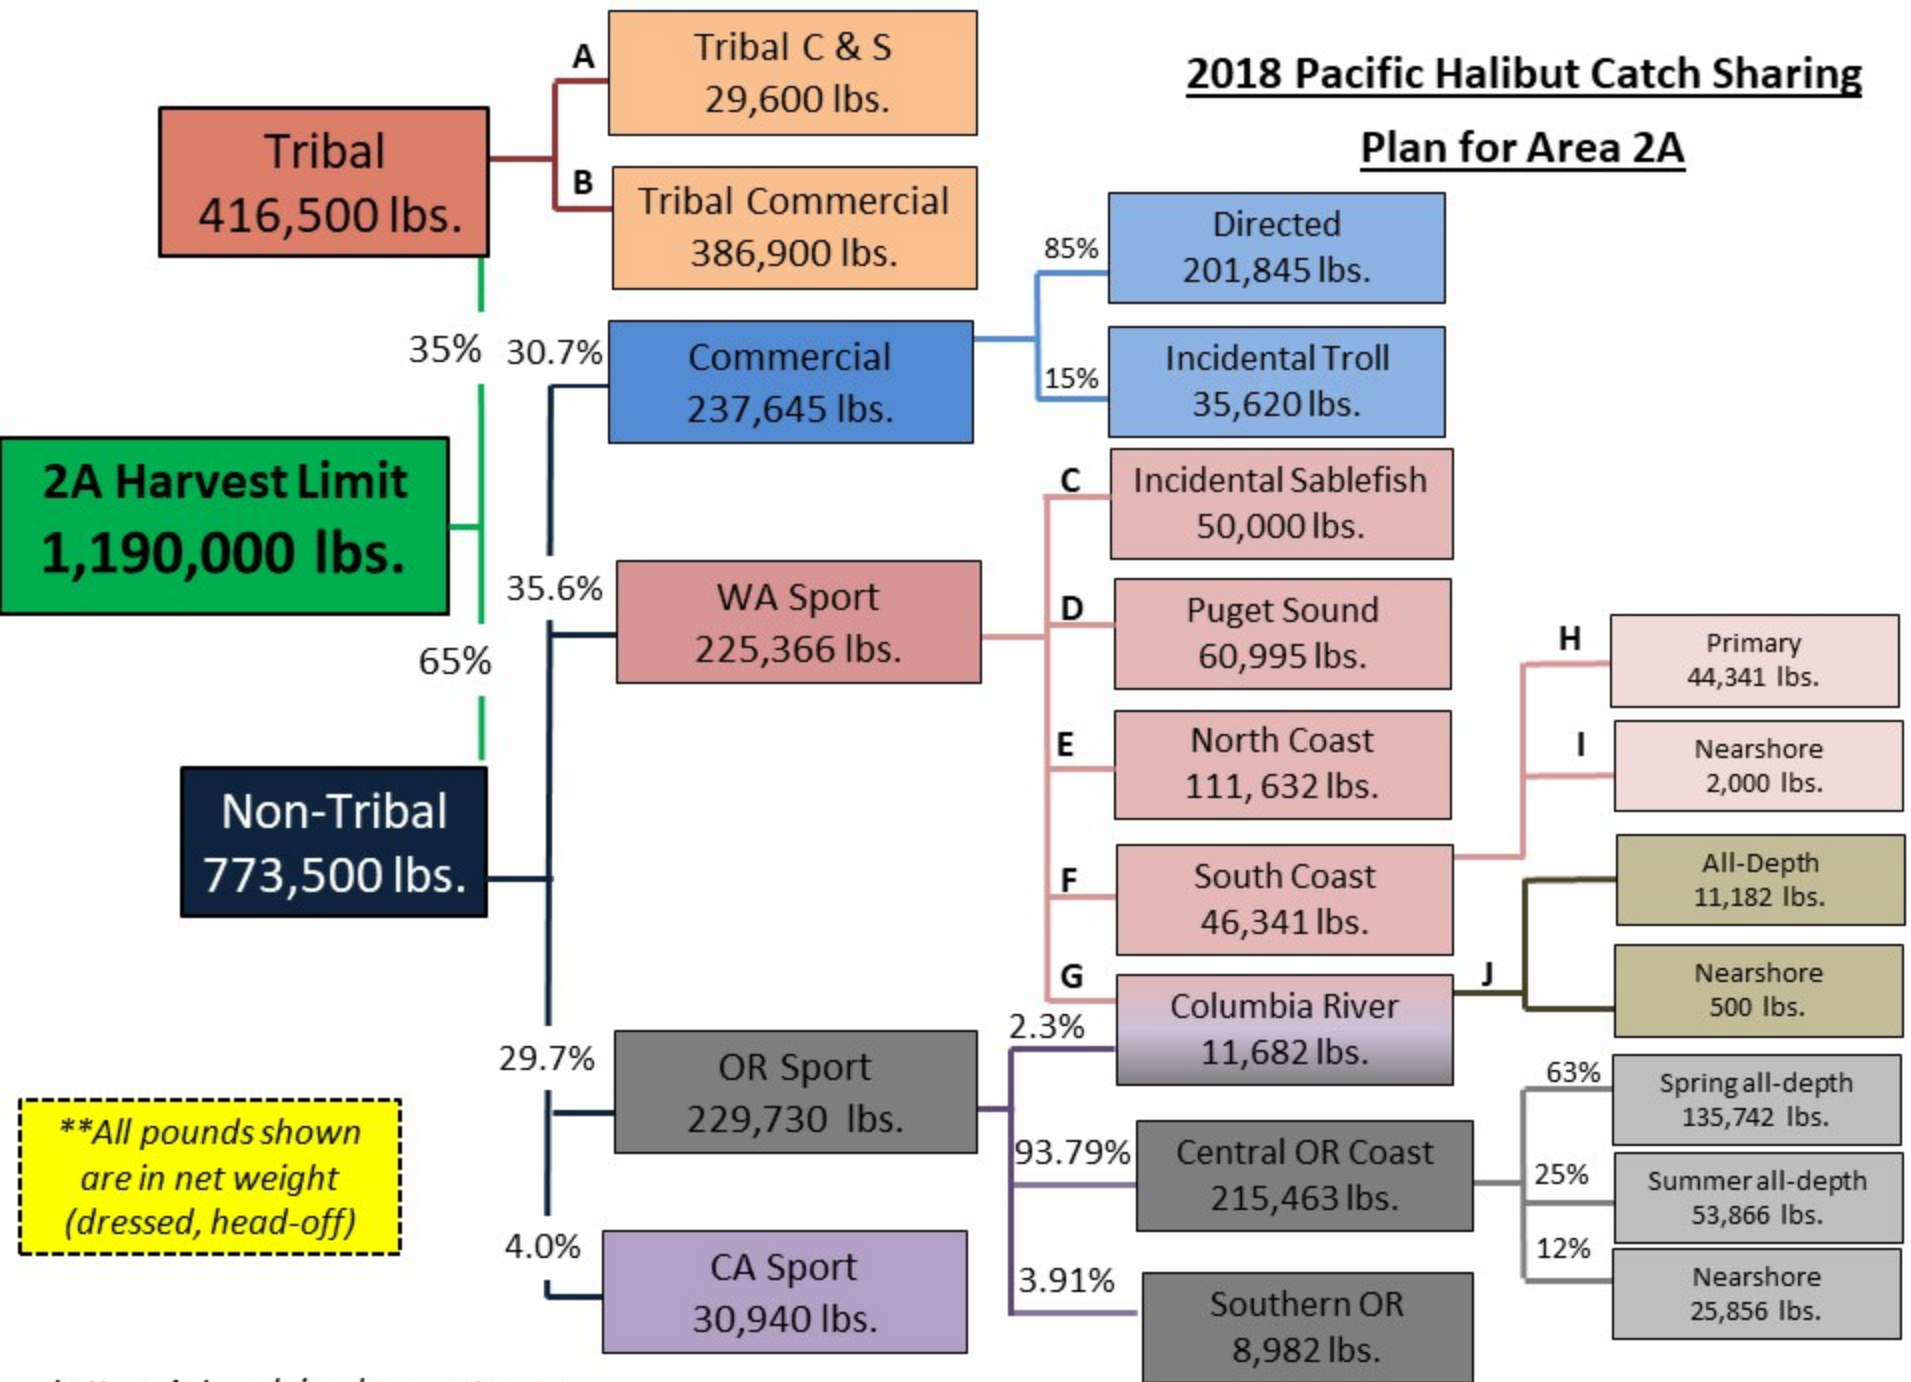 2018 Pacific Halibut Catch Sharing
Plan for Area 2A
A
Tribal C & S
29,600 lbs.
Tribal
416,500 lbs.
B
Tribal Commercial
386,900 lbs.
85%
Directed
201,845 lbs.
35%
30.7%
Commercial
237,645 lbs.
15%
Incidental Troll
35,620 lbs.
2A Harvest Limit
1,190,000 lbs.
C
Incidental Sablefish
50,000 lbs.
35.6%
WA Sport
225,366 lbs.
D
Puget Sound
60,995 lbs.
H
Primary
44,341 lbs.
65%
E
North Coast
111, 632 lbs.
I
Nearshore
2,000 lbs.
Non-Tribal
773,500 lbs.
F
South Coast
46,341 lbs.
All-Depth
11,182 lbs.
G
Columbia River
11,682 lbs.
J
Nearshore
500 lbs.
2.3%
29.7%
OR Sport
229,730 lbs.
63%
Spring all-depth
135,742 lbs.
**All pounds shown
are in net weight
(dressed, head-off)
93.79%
Central OR Coast
215,463 lbs.
25%
Summer all-depth
53,866 lbs.
4.0%
CA Sport
30,940 lbs.
12%
Nearshore
25,856 lbs.
3.91%
Southern OR
8,982 lbs.